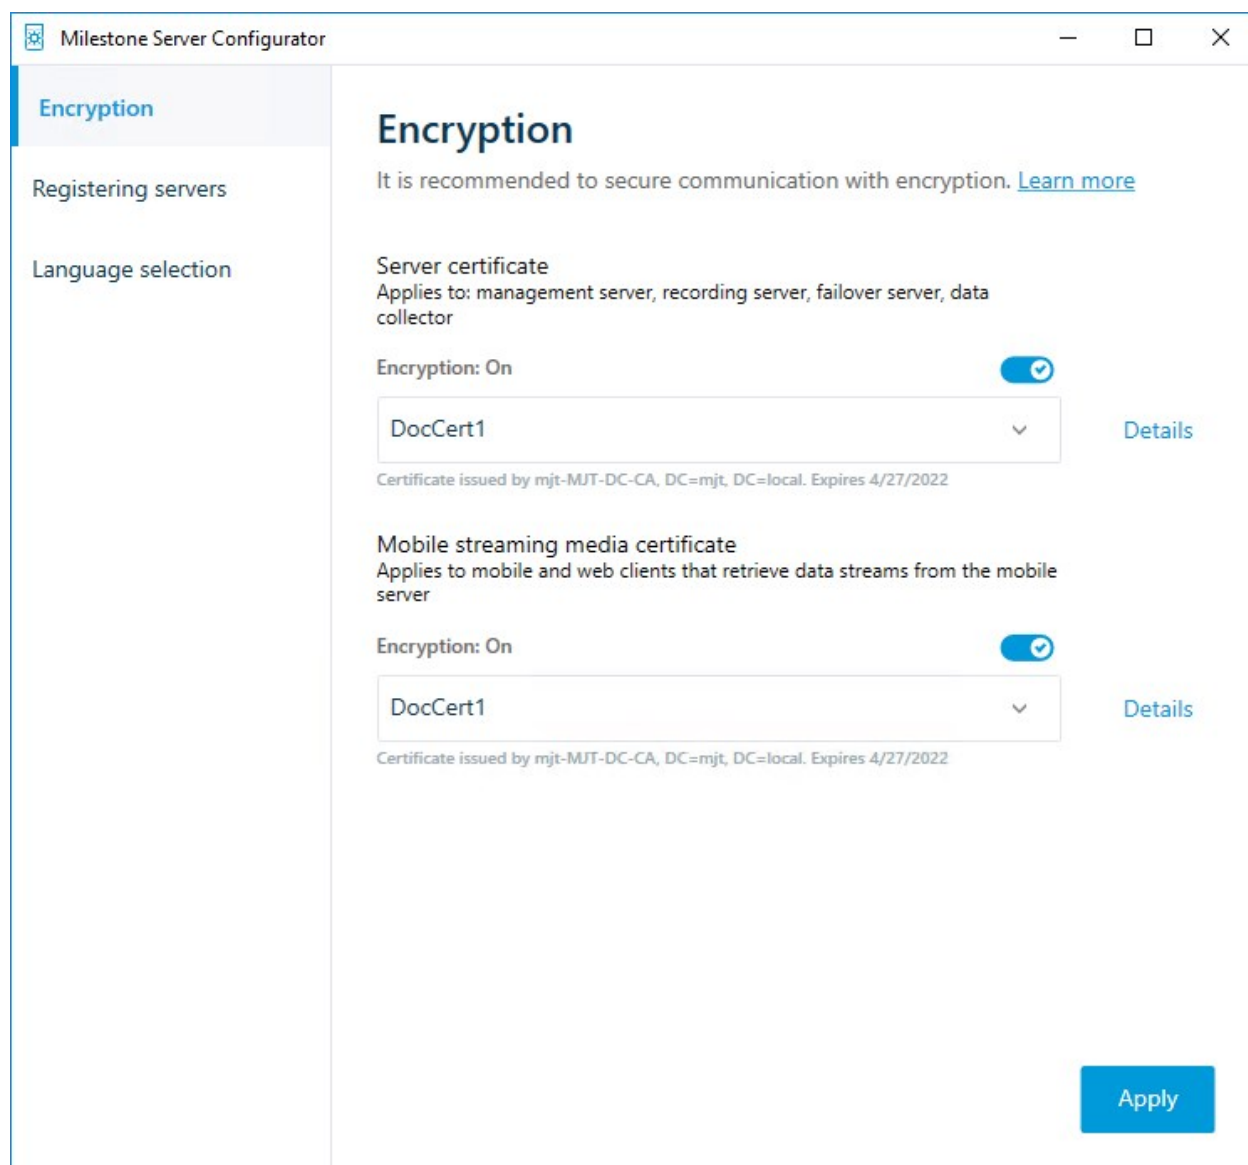 Milestone Server Configurator
Encryption
Registering servers
Language selection
Encryption
It is recommended to secure communication with encryption. Learn more
Server certificate
Applies to: management server, recording server, failover server, data
collector
Encryption: On
DocCert1
Details
Certificate issued by mjt-MJT-DC-CA, DC=mjt, DC=local. Expires 4/27/2022
Mobile streaming media certificate
Applies to mobile and web clients that retrieve data streams from the mobile
server
Encryption: On
DocCert1
Details
Certificate issued by mjt-MJT-DC-CA, DC=mjt, DC=local. Expires 4/27/2022
Apply